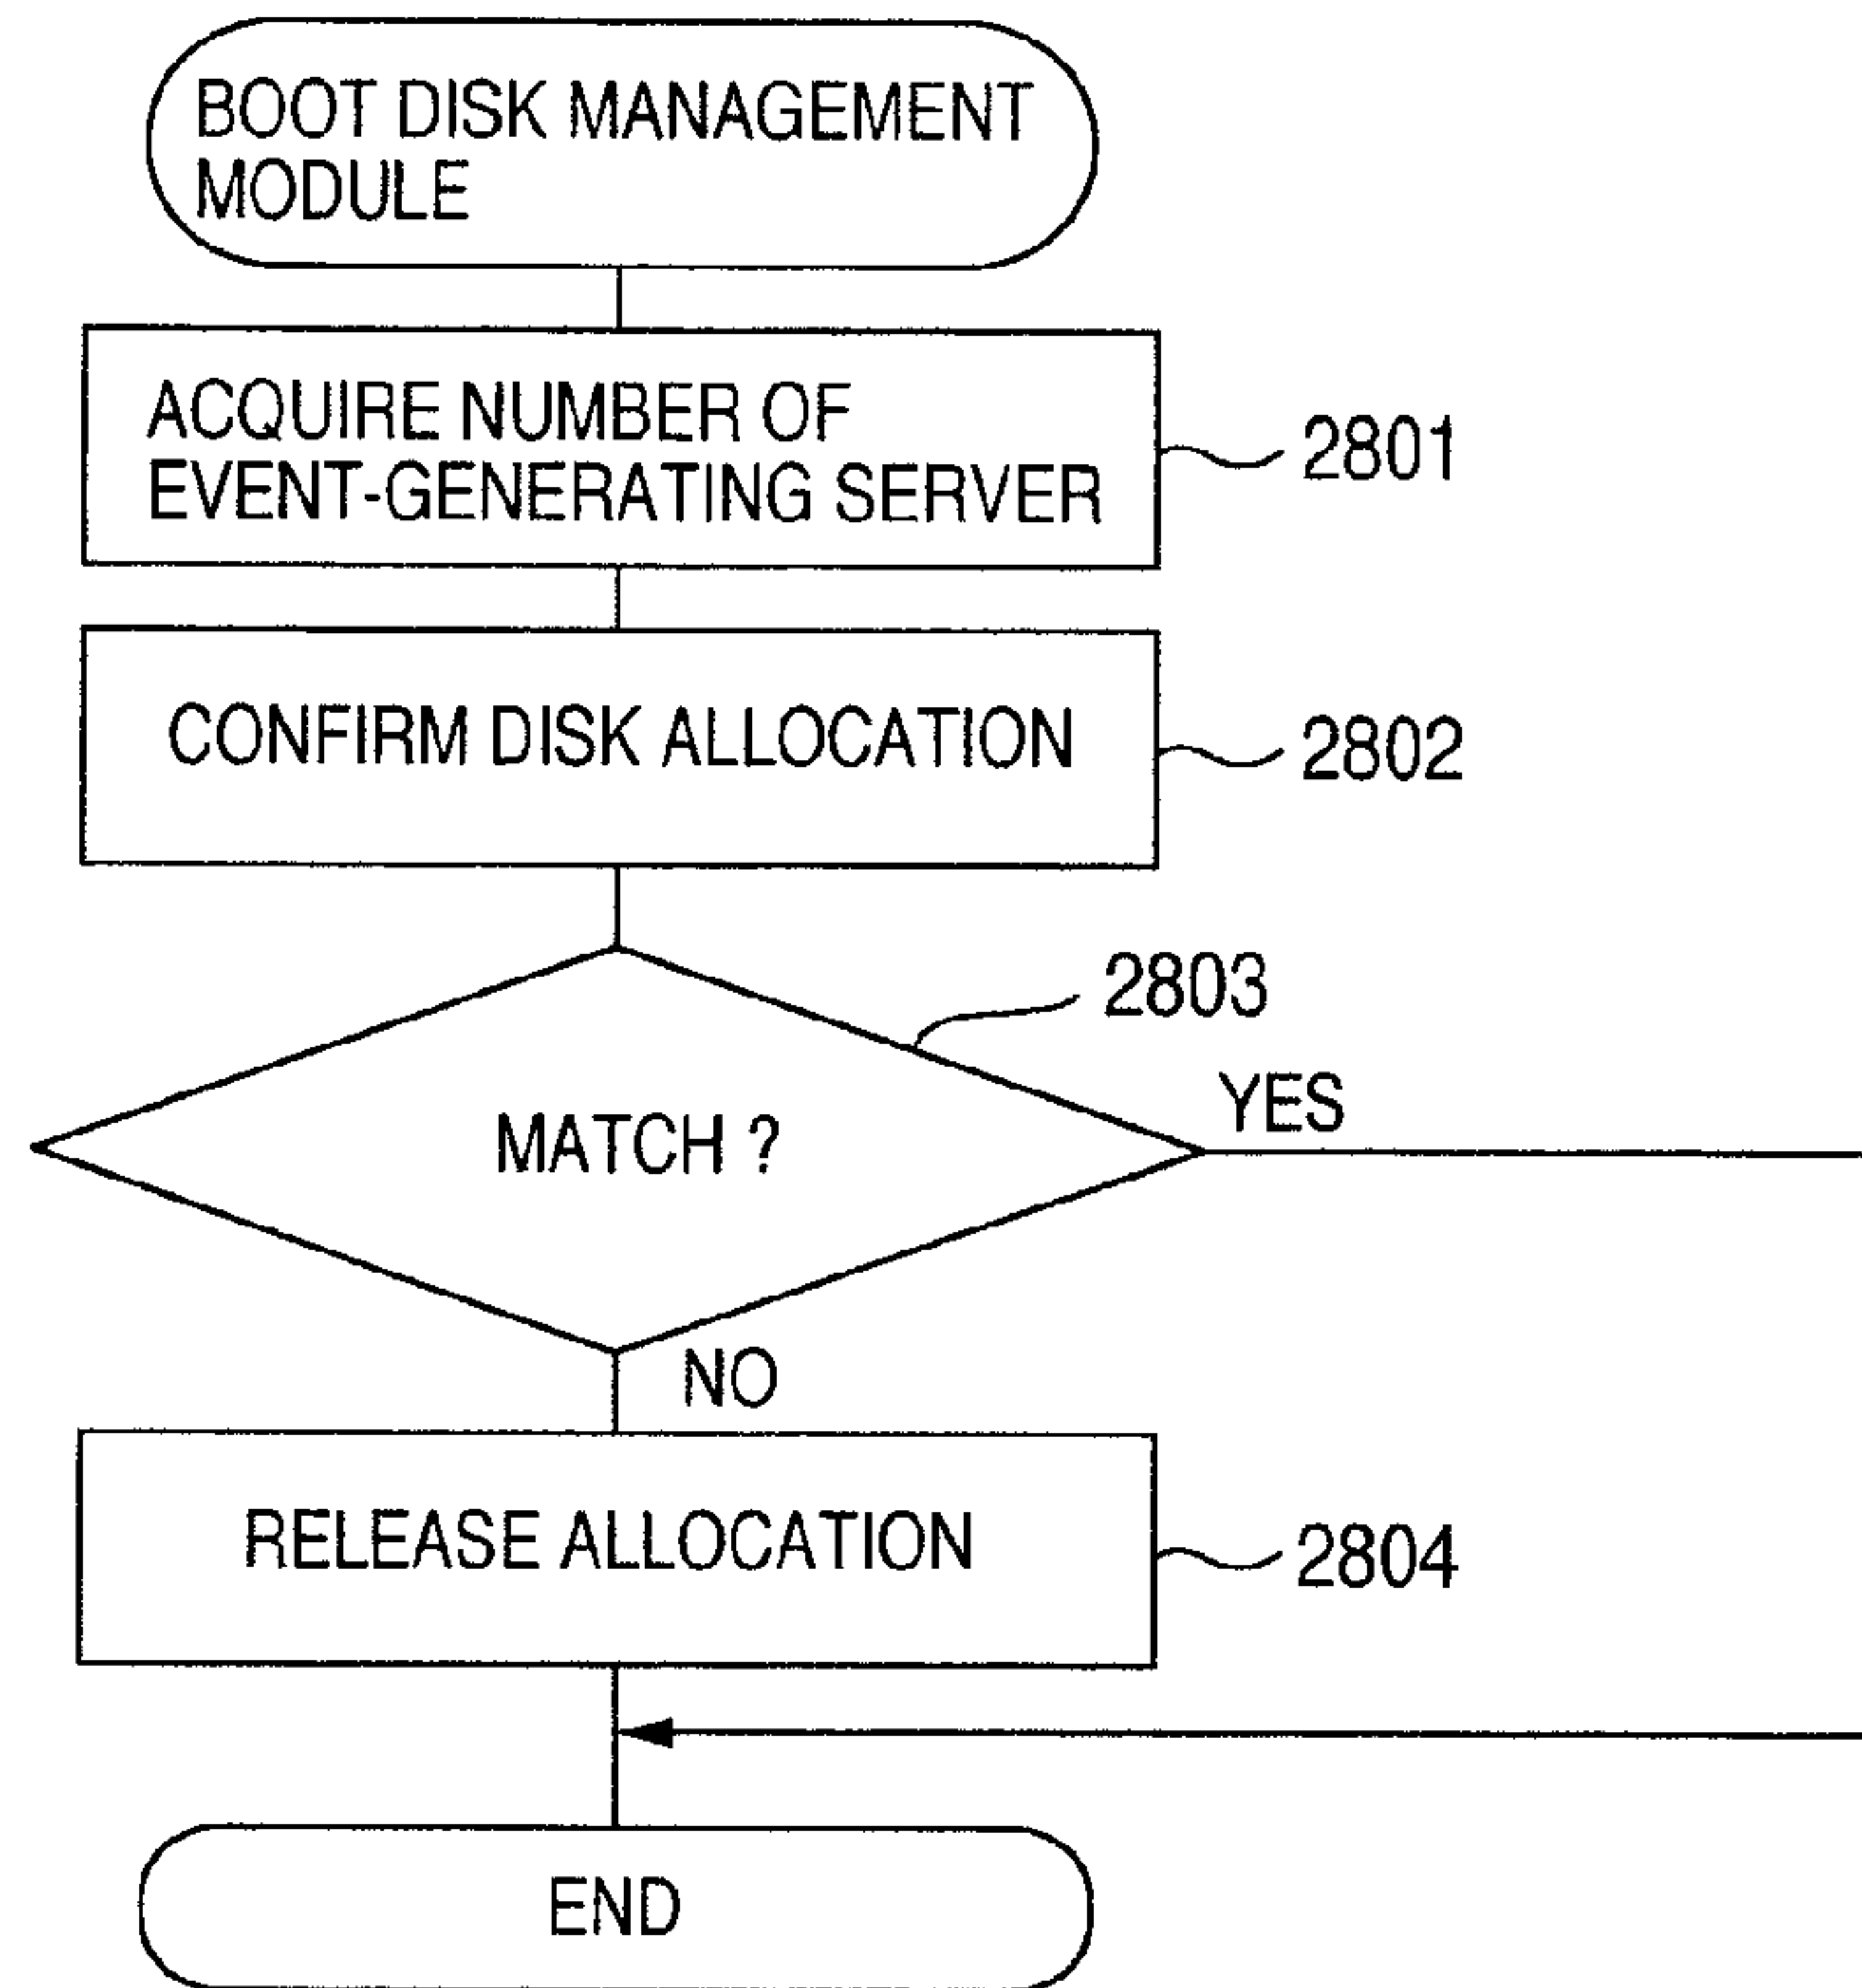 BOOT DISK MANAGEMENT
MODULE
ACQUIRE NUMBER OF
EVENT-GENERATING SERVER
2801
CONFIRM DISK ALLOCATION
2802
2803
YES
MATCH ?
NO
RELEASE ALLOCATION
2804
END